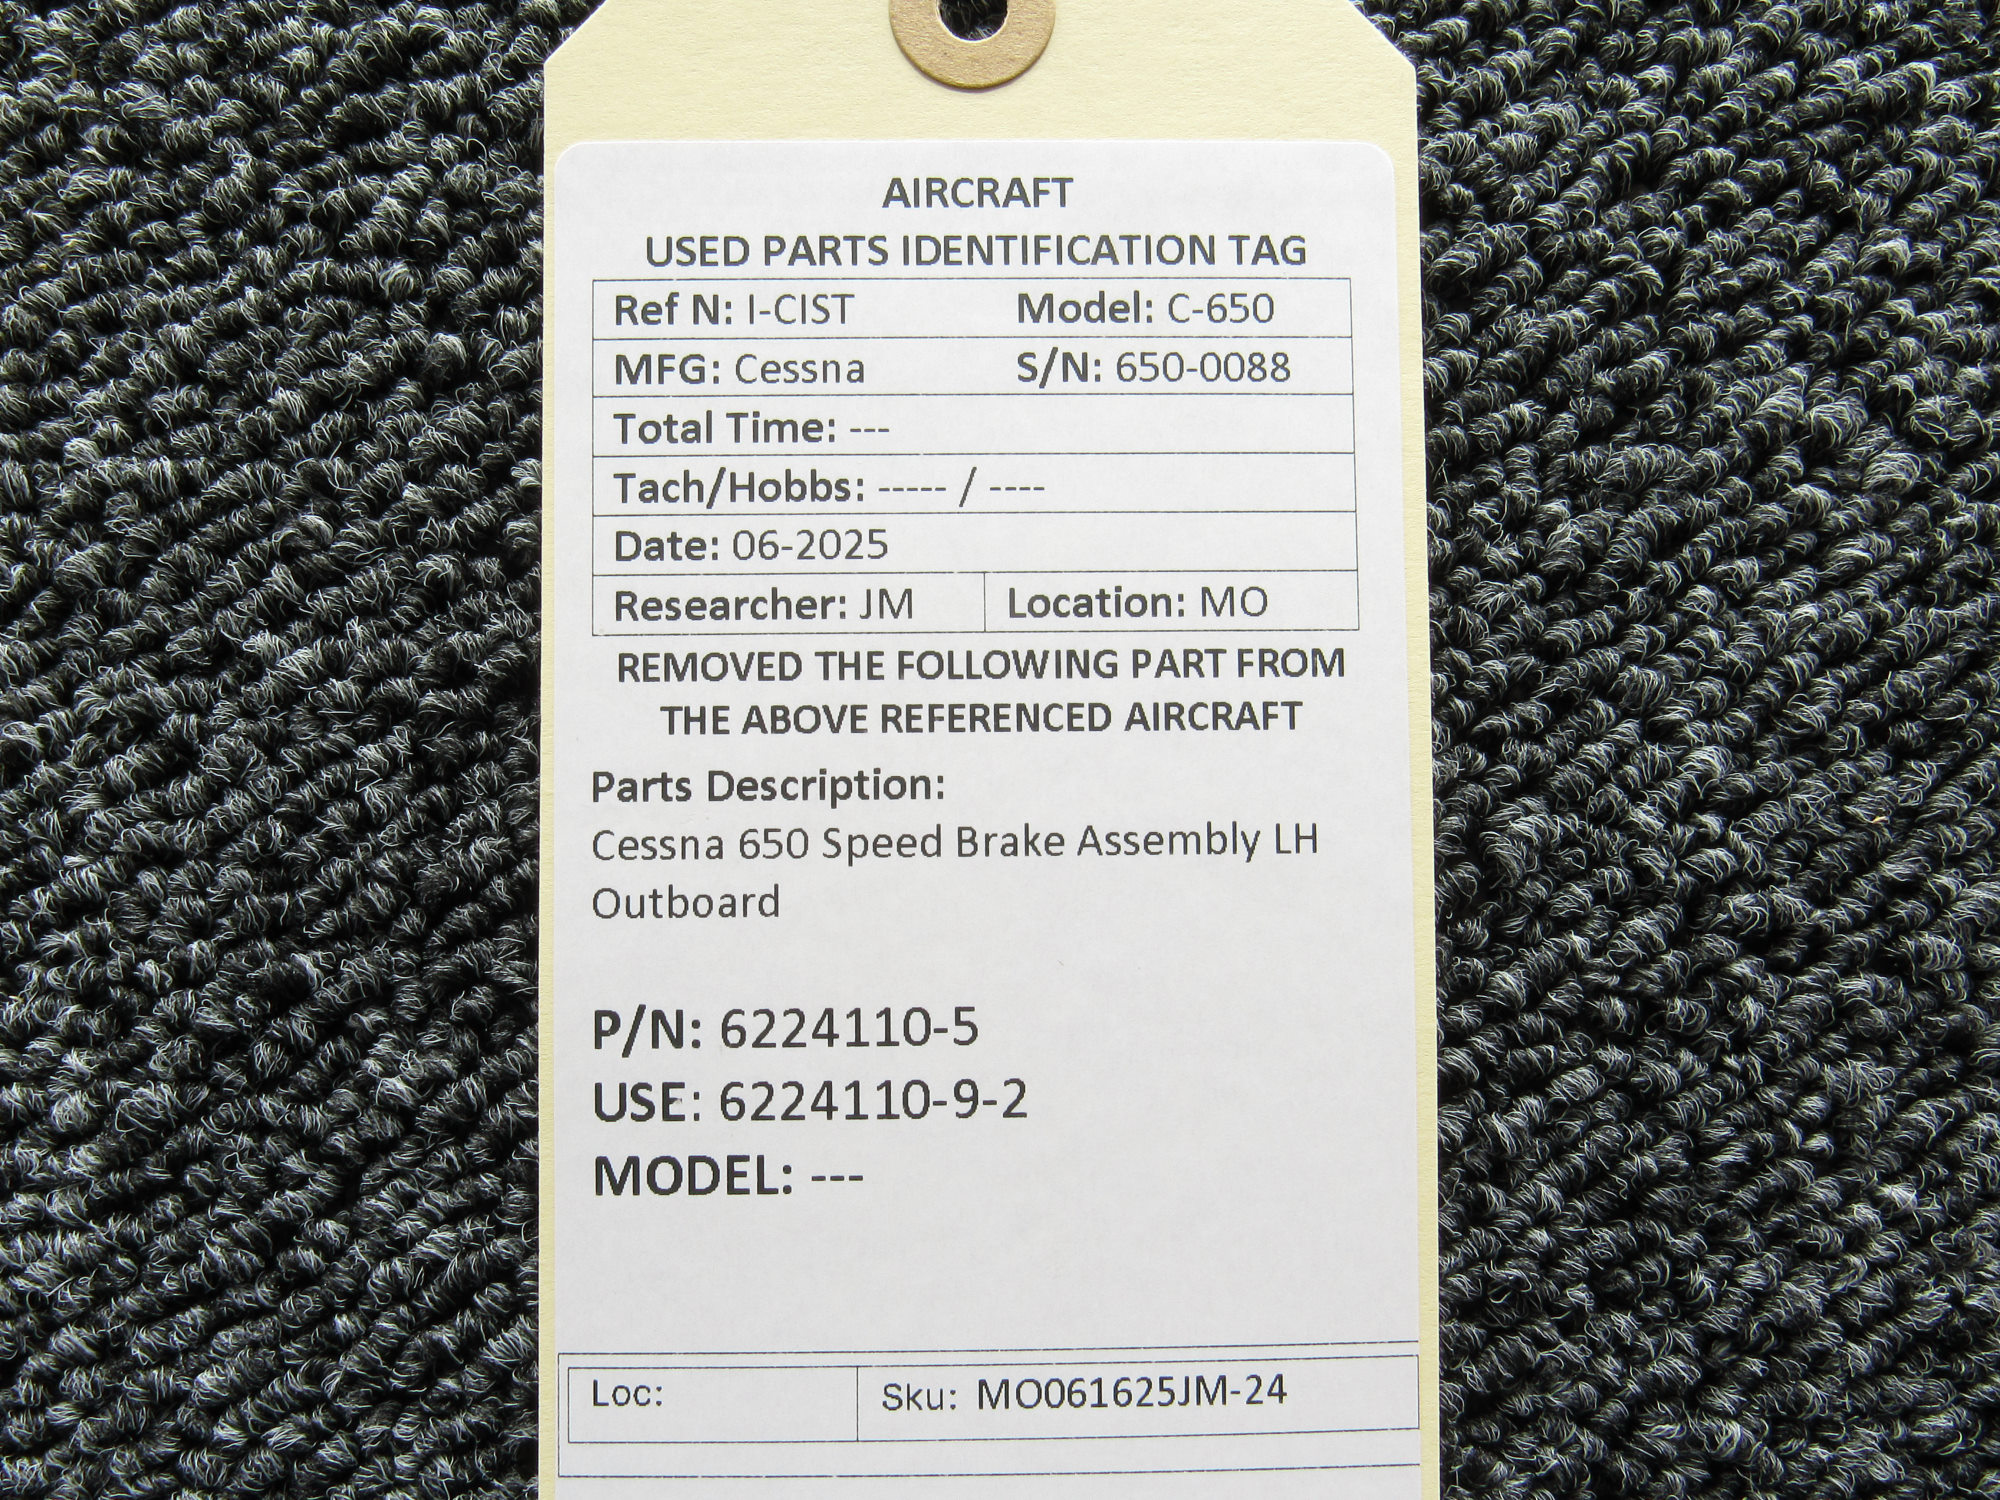 AIRCRAFT
USED PARTS IDENTIFICATION TAG
Ref N: I-CIST Model: C-650
MFG: Cessna S/N: 650-0088
Total Time: ---
Tach/Hobbs: ----- / ----
Date: 06-2025
Researcher: JM Location: MO
REMOVED THE FOLLOWING PART FROM
THE ABOVE REFERENCED AIRCRAFT
Parts Description:
Cessna 650 Speed Brake Assembly LH
Outboard
P/N: 6224110-5
USE: 6224110-9-2
MODEL: ---
Loc: Sku: MO061625JM-24